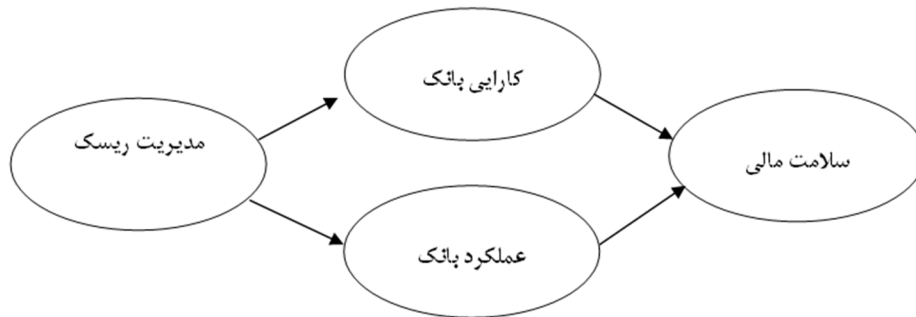 کارایی بانک
مدیریت ریسک
سلامت مالی
عملکرد بانک